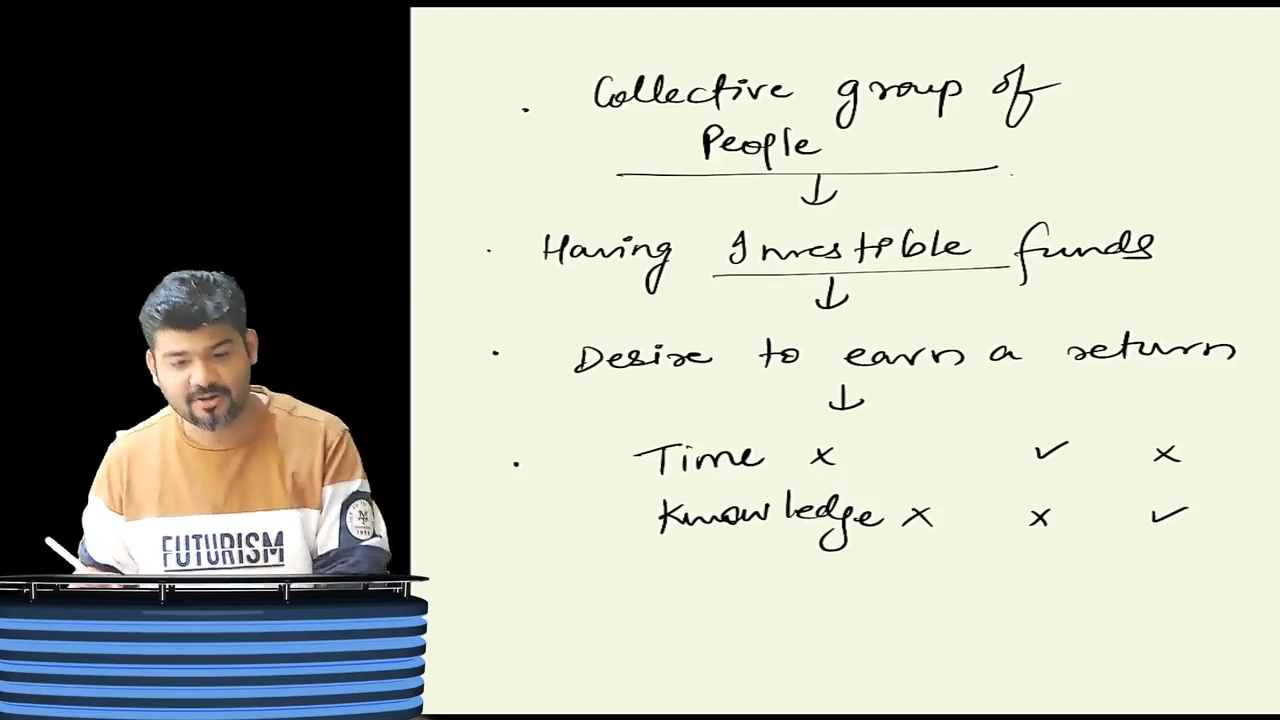 . Collective group of
People
↓
. Having Investible funds
↓
. Desire to earn a return
↓
. Time x ✓ x
Knowledge x x ✓
FUTURISM